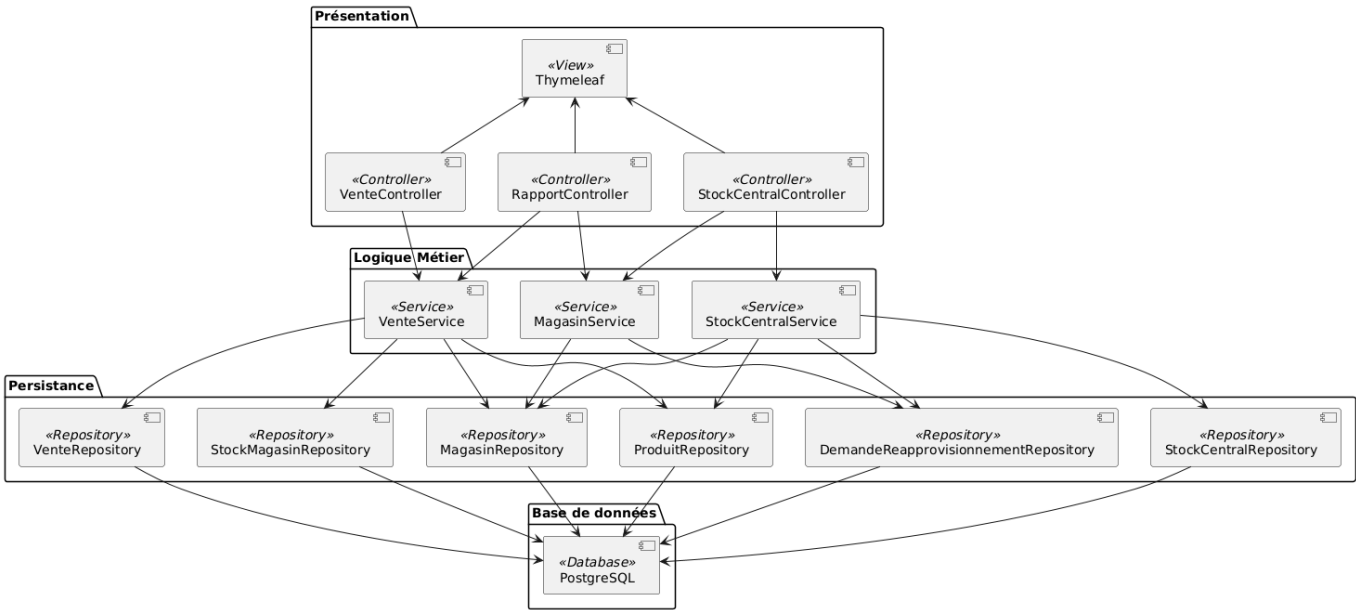 Présentation
«View»
Thymeleaf
«Controller»
VenteController
«Controller»
RapportController
«Controller»
StockCentralController
Logique Métier
«Service»
VenteService
«Service»
MagasinService
«Service»
StockCentralService
Persistance
«Repository»
VenteRepository
«Repository»
StockMagasinRepository
«Repository»
MagasinRepository
«Repository»
ProduitRepository
«Repository»
DemandeReapprovisionnementRepository
«Repository»
StockCentralRepository
Base de données
«Database»
PostgreSQL